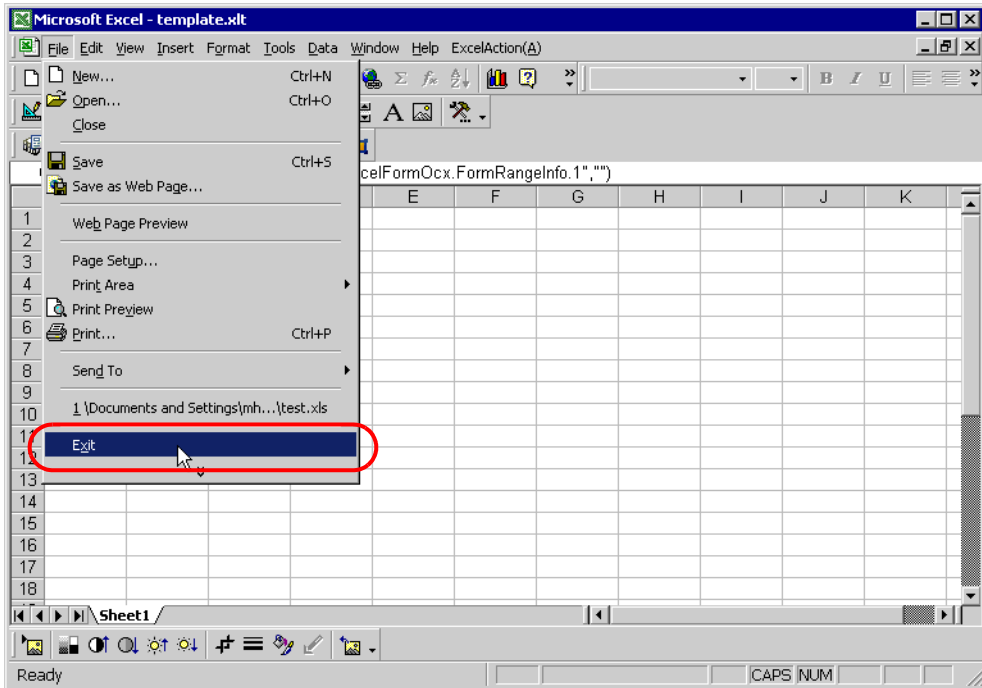 Microsoft Excel - template.xlt
File Edit View Insert Format Tools Data Window Help ExcelAction(A)
New... Ctrl+N
Open... Ctrl+O
Close
Save Ctrl+S
Save as Web Page...
Web Page Preview
Page Setup...
Print Area
Print Preview
Print... Ctrl+P
Send To
1 \Documents and Settings\mh...\test.xls
Exit
Σ fx B I U
A
celFormOcx.FormRangeInfo.1","")
E F G H I J K
1
2
3
4
5
6
7
8
9
10
11
12
13
14
15
16
17
18
Sheet1
Ready CAPS NUM